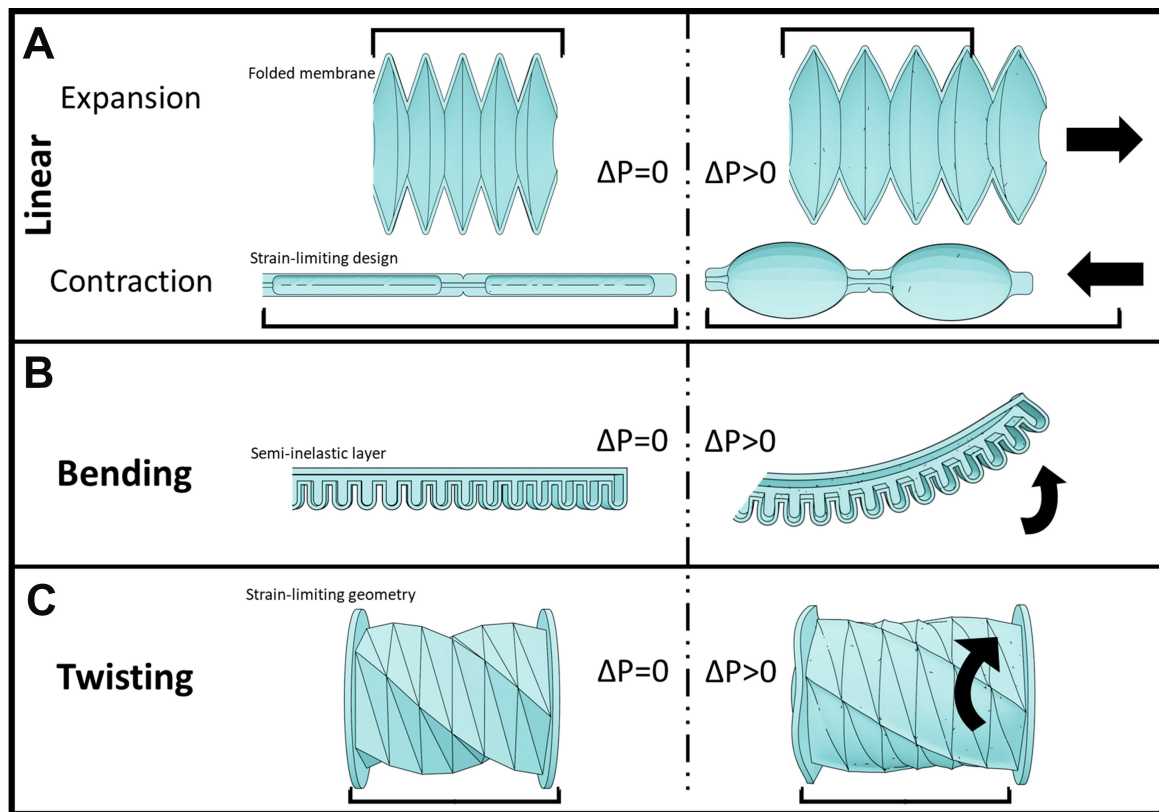 A
Expansion
Folded membrane
Linear
ΔP=0
ΔP>0
Contraction
Strain-limiting design
B
Bending
Semi-inelastic layer
ΔP=0
ΔP>0
C
Twisting
Strain-limiting geometry
ΔP=0
ΔP>0